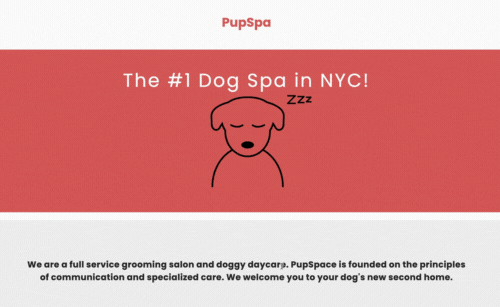 PupSpa
The #1 Dog Spa in NYC!
zzz
We are a full service grooming salon and doggy daycare. PupSpace is founded on the principles
of communication and specialized care. We welcome you to your dog's new second home.